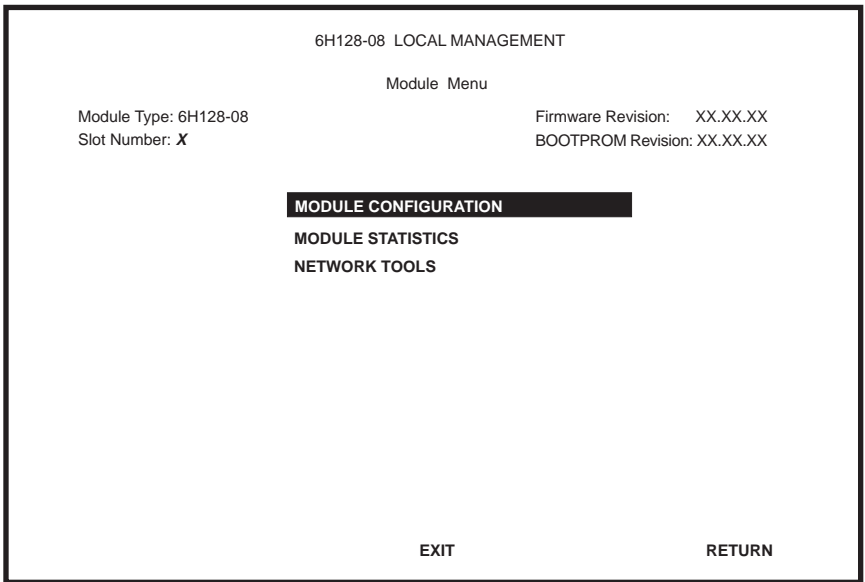 6H128-08 LOCAL MANAGEMENT
Module Menu
Module Type: 6H128-08 Firmware Revision: XX.XX.XX
Slot Number: X BOOTPROM Revision: XX.XX.XX
MODULE CONFIGURATION
MODULE STATISTICS
NETWORK TOOLS
EXIT RETURN